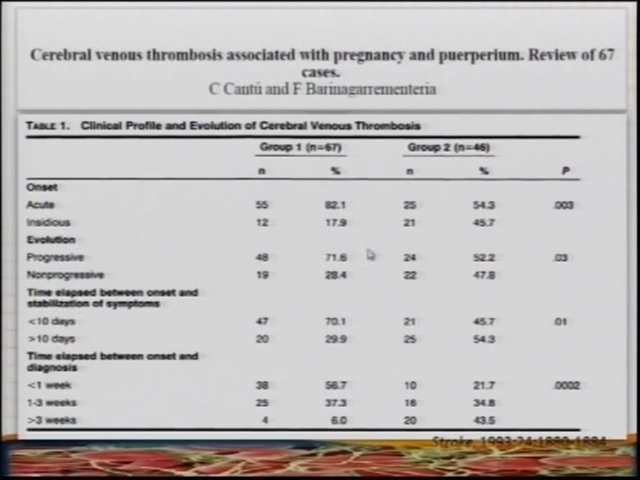 Cerebral venous thrombosis associated with pregnancy and puerperium. Review of 67
cases.
C Cantú and F Barinagarrementeria
TABLE 1. Clinical Profile and Evolution of Cerebral Venous Thrombosis
Group 1 (n=67) Group 2 (n=46)
n % n % P
Onset
Acute 55 82.1 25 54.3 .003
Insidious 12 17.9 21 45.7
Evolution
Progressive 48 71.6 24 52.2 .03
Nonprogressive 19 28.4 22 47.8
Time elapsed between onset and
stabilization of symptoms
<10 days 47 70.1 21 45.7 .01
>10 days 20 29.9 25 54.3
Time elapsed between onset and
diagnosis
<1 week 38 56.7 10 21.7 .0002
1-3 weeks 25 37.3 16 34.8
>3 weeks 4 6.0 20 43.5
Stroke 1993;24:1880-1884